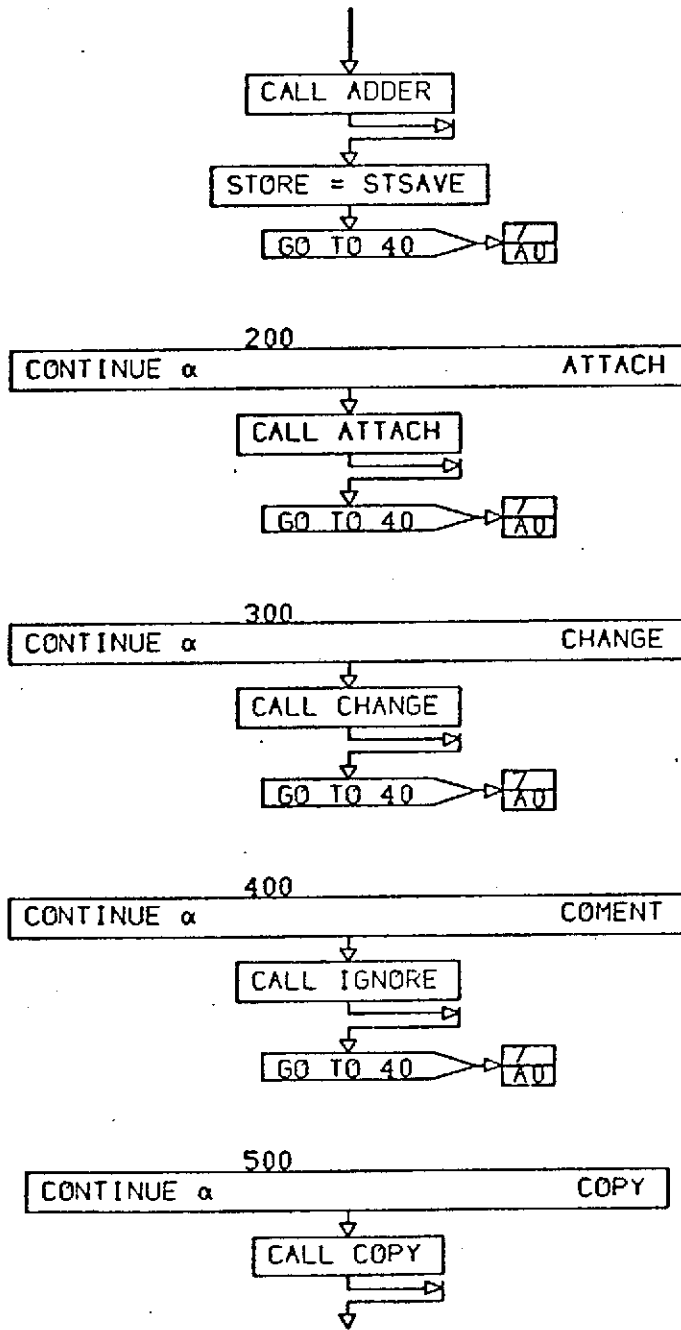 CALL ADDER
STORE = STSAVE
GO TO 40
7
AU
200
CONTINUE α ATTACH
CALL ATTACH
GO TO 40
7
AU
300
CONTINUE α CHANGE
CALL CHANGE
GO TO 40
7
AU
400
CONTINUE α COMENT
CALL IGNORE
GO TO 40
7
AU
500
CONTINUE α COPY
CALL COPY